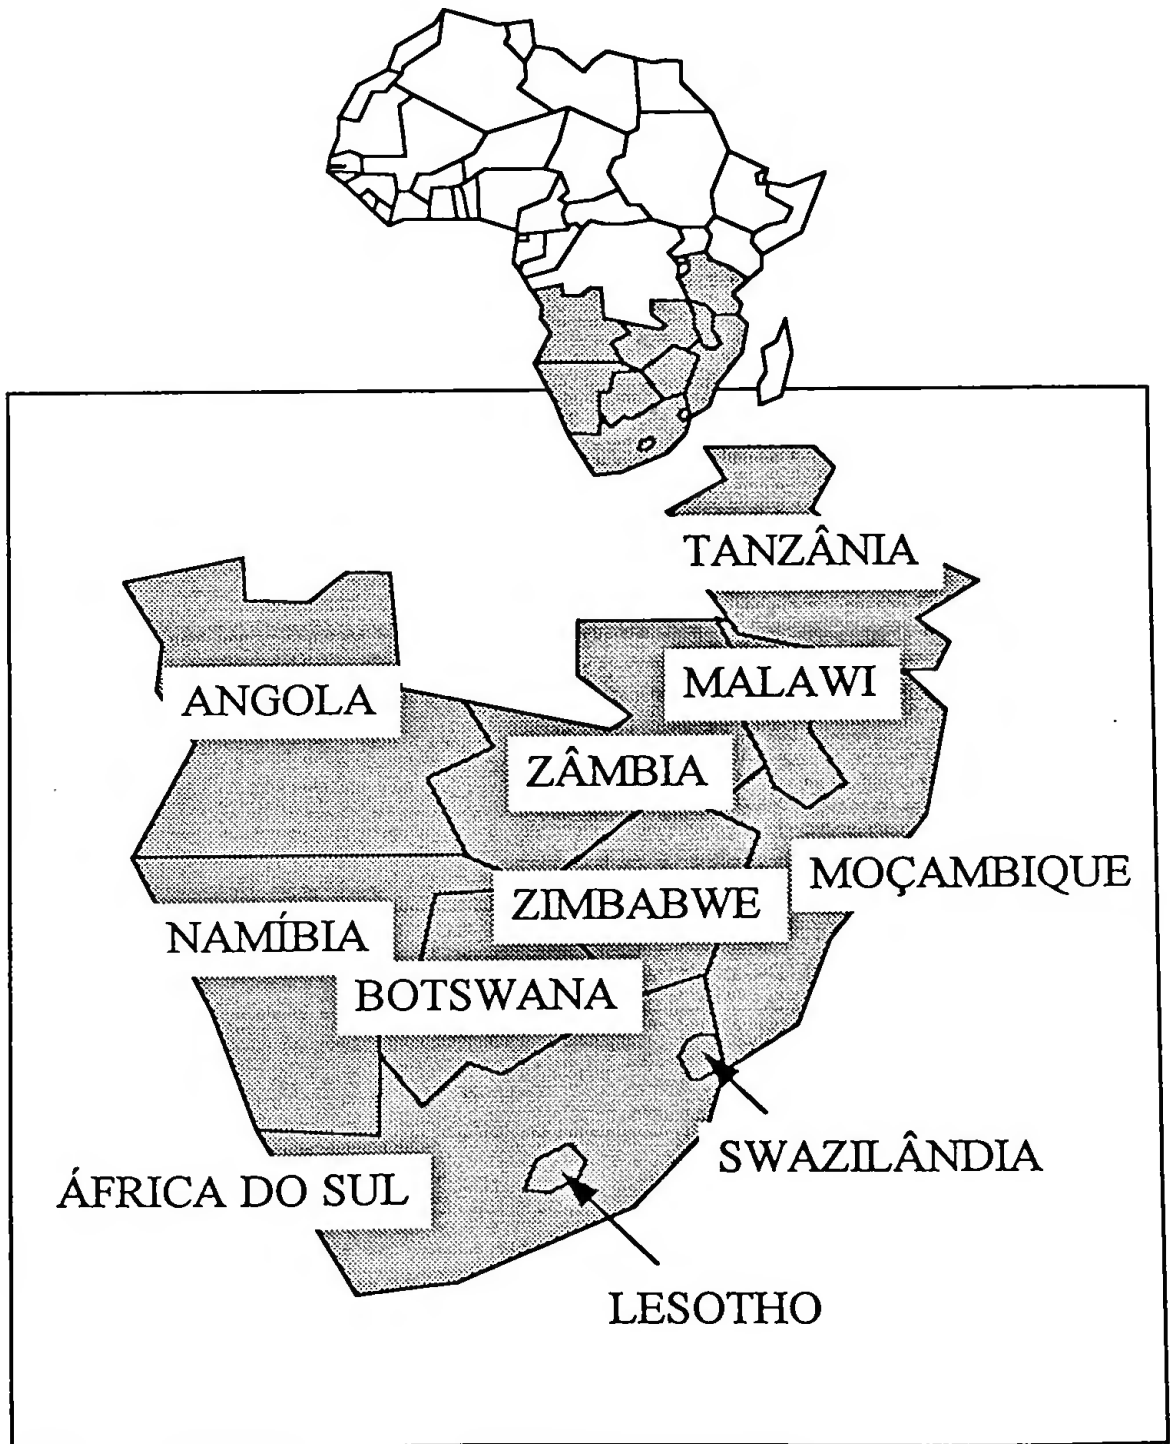 TANZÂNIA
MALAWI
ANGOLA
ZÂMBIA
MOÇAMBIQUE
ZIMBABWE
NAMÍBIA
BOTSWANA
SWAZILÂNDIA
ÁFRICA DO SUL
LESOTHO